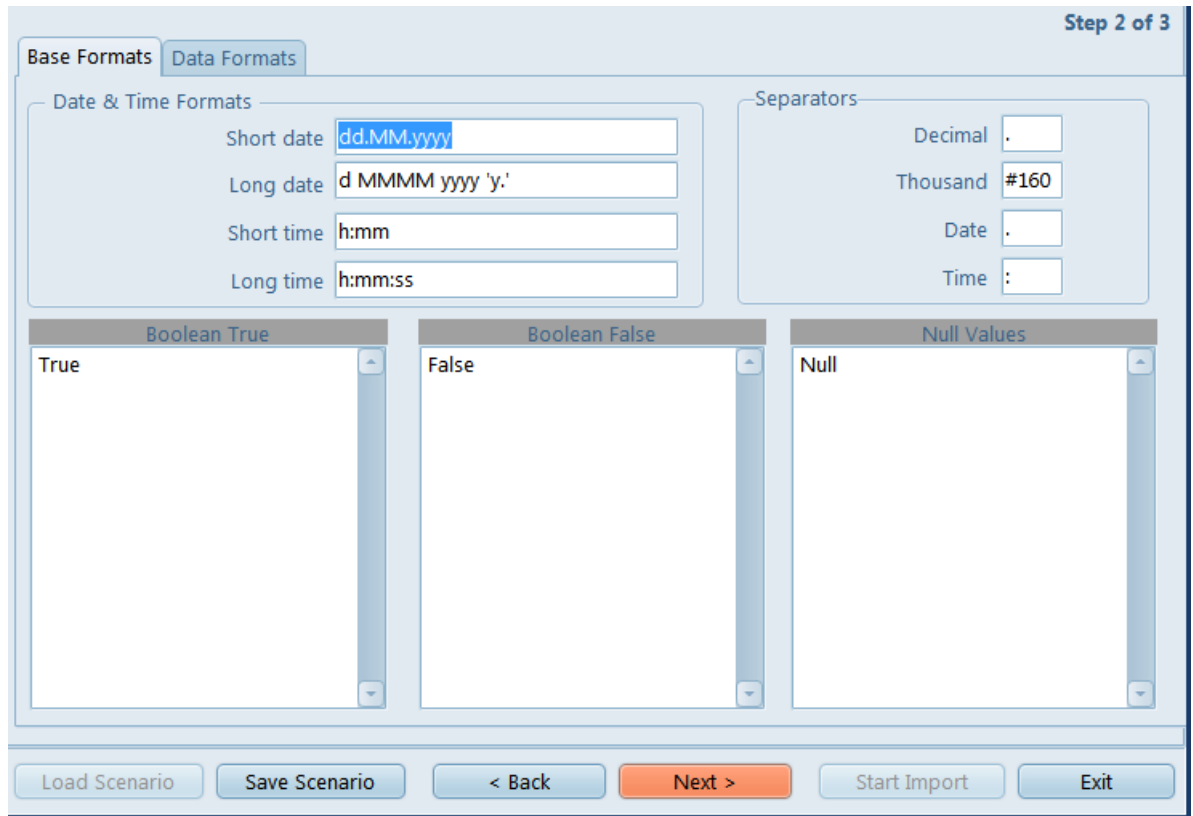 Step 2 of 3
Base Formats Data Formats
Date & Time Formats
Short date dd.MM.yyyy
Long date d MMMM yyyy 'y.'
Short time h:mm
Long time h:mm:ss
Separators
Decimal .
Thousand #160
Date .
Time :
Boolean True Boolean False Null Values
True False Null
Load Scenario Save Scenario < Back Next > Start Import Exit